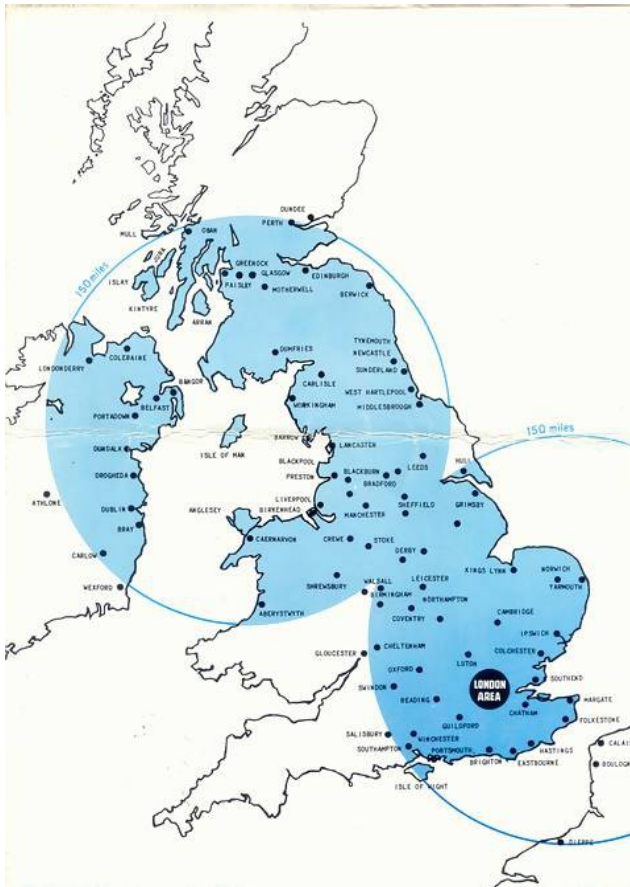 DUNDEE
PERTH
MULL
OBAN
150 miles
JURA
GREENOCK
ISLKY
GLASGOW
EDINBURGH
PAISBY
MOTHERWELL
BERWICK
KINTYRE
ARRAN
TYNEMOUTH
COLERAINE
DUMFRIES
NEWCASTLE
LONDONDERRY
SUNDERLAND
CARLISLE
BANGOR
WEST HARTLEPOOL
WORKINGHAM
BELFAST
MIDDLESBROUGH
PORTADOWN
150 miles
BARROW
LANCASTER
DUNDALK
ISLE OF MAN
HULL
BLACKPOOL
LEEDS
BLACKBURN
PRESTON
DROGHEDA
BRADFORD
ATHLONE
LIVERPOOL
SHEFFIELD
GRIMSBY
DUBLIN
ANGLESEY
BIRKENHEAD
MANCHESTER
BRAY
CAERNARVON
CREWE
STOKE
CARLOW
DERBY
KINGS LYNN
NORWICH
SHREWSBURY
WALSALL
LEICESTER
YARMOUTH
WEXFORD
BIRMINGHAM
NORTHAMPTON
ABERYSTWYTH
COVENTRY
CAMBRIDGE
IPSWICH
CHELTENHAM
GLOUCESTER
COLCHESTER
LUTON
OXFORD
LONDON
AREA
SOUTHEND
SWINDON
READING
MARGATE
CHATHAM
GUILDFORD
FOLKESTONE
SALISBURY
WINCHESTER
SOUTHAMPTON
PORTSMOUTH
HASTINGS
CALAI
BRIGHTON
EASTBOURNE
BOULOGN
ISLE OF WIGHT
DIEPPE